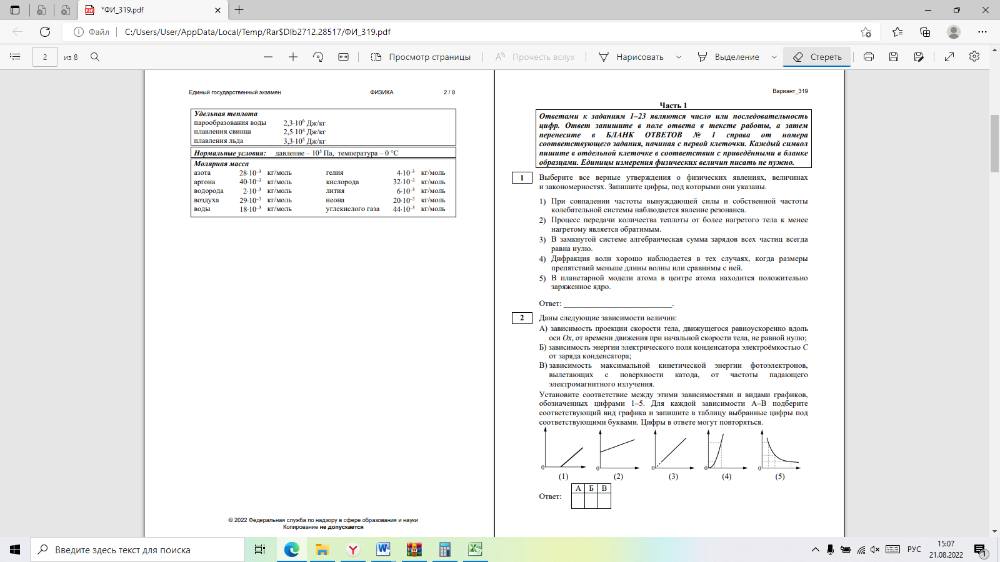 *ФИ_319.pdf
Файл
C:/Users/User/AppData/Local/Temp/Rar$DIb2712.28517/ФИ_319.pdf
2
из 8
Просмотр страницы
Прочесть вслух
Нарисовать
Выделение
Стереть
Единый государственный экзамен ФИЗИКА 2 / 8
Удельная теплота
парообразования воды 2,3·10⁶ Дж/кг
плавления свинца 2,5·10⁴ Дж/кг
плавления льда 3,3·10⁵ Дж/кг
Нормальные условия: давление – 10⁵ Па, температура – 0 °С
Молярная масса
азота 28·10⁻³ кг/моль гелия 4·10⁻³ кг/моль
аргона 40·10⁻³ кг/моль кислорода 32·10⁻³ кг/моль
водорода 2·10⁻³ кг/моль лития 6·10⁻³ кг/моль
воздуха 29·10⁻³ кг/моль неона 20·10⁻³ кг/моль
воды 18·10⁻³ кг/моль углекислого газа 44·10⁻³ кг/моль
© 2022 Федеральная служба по надзору в сфере образования и науки
Копирование не допускается
Вариант_319
Часть 1
Ответами к заданиям 1–23 являются число или последовательность
цифр. Ответ запишите в поле ответа в тексте работы, а затем
перенесите в БЛАНК ОТВЕТОВ № 1 справа от номера
соответствующего задания, начиная с первой клеточки. Каждый символ
пишите в отдельной клеточке в соответствии с приведёнными в бланке
образцами. Единицы измерения физических величин писать не нужно.
1
Выберите все верные утверждения о физических явлениях, величинах
и закономерностях. Запишите цифры, под которыми они указаны.
1) При совпадении частоты вынуждающей силы и собственной частоты
колебательной системы наблюдается явление резонанса.
2) Процесс передачи количества теплоты от более нагретого тела к менее
нагретому является обратимым.
3) В замкнутой системе алгебраическая сумма зарядов всех частиц всегда
равна нулю.
4) Дифракция волн хорошо наблюдается в тех случаях, когда размеры
препятствий меньше длины волны или сравнимы с ней.
5) В планетарной модели атома в центре атома находится положительно
заряженное ядро.
Ответ: ____________________________.
2
Даны следующие зависимости величин:
А) зависимость проекции скорости тела, движущегося равноускоренно вдоль
оси Ox, от времени движения при начальной скорости тела, не равной нулю;
Б) зависимость энергии электрического поля конденсатора электроёмкостью C
от заряда конденсатора;
В) зависимость максимальной кинетической энергии фотоэлектронов,
вылетающих с поверхности катода, от частоты падающего
электромагнитного излучения.
Установите соответствие между этими зависимостями и видами графиков,
обозначенных цифрами 1–5. Для каждой зависимости А–В подберите
соответствующий вид графика и запишите в таблицу выбранные цифры под
соответствующими буквами. Цифры в ответе могут повторяться.
0 0 0 0 0
(1) (2) (3) (4) (5)
А Б В
Ответ:
Введите здесь текст для поиска
РУС
15:07
21.08.2022
1